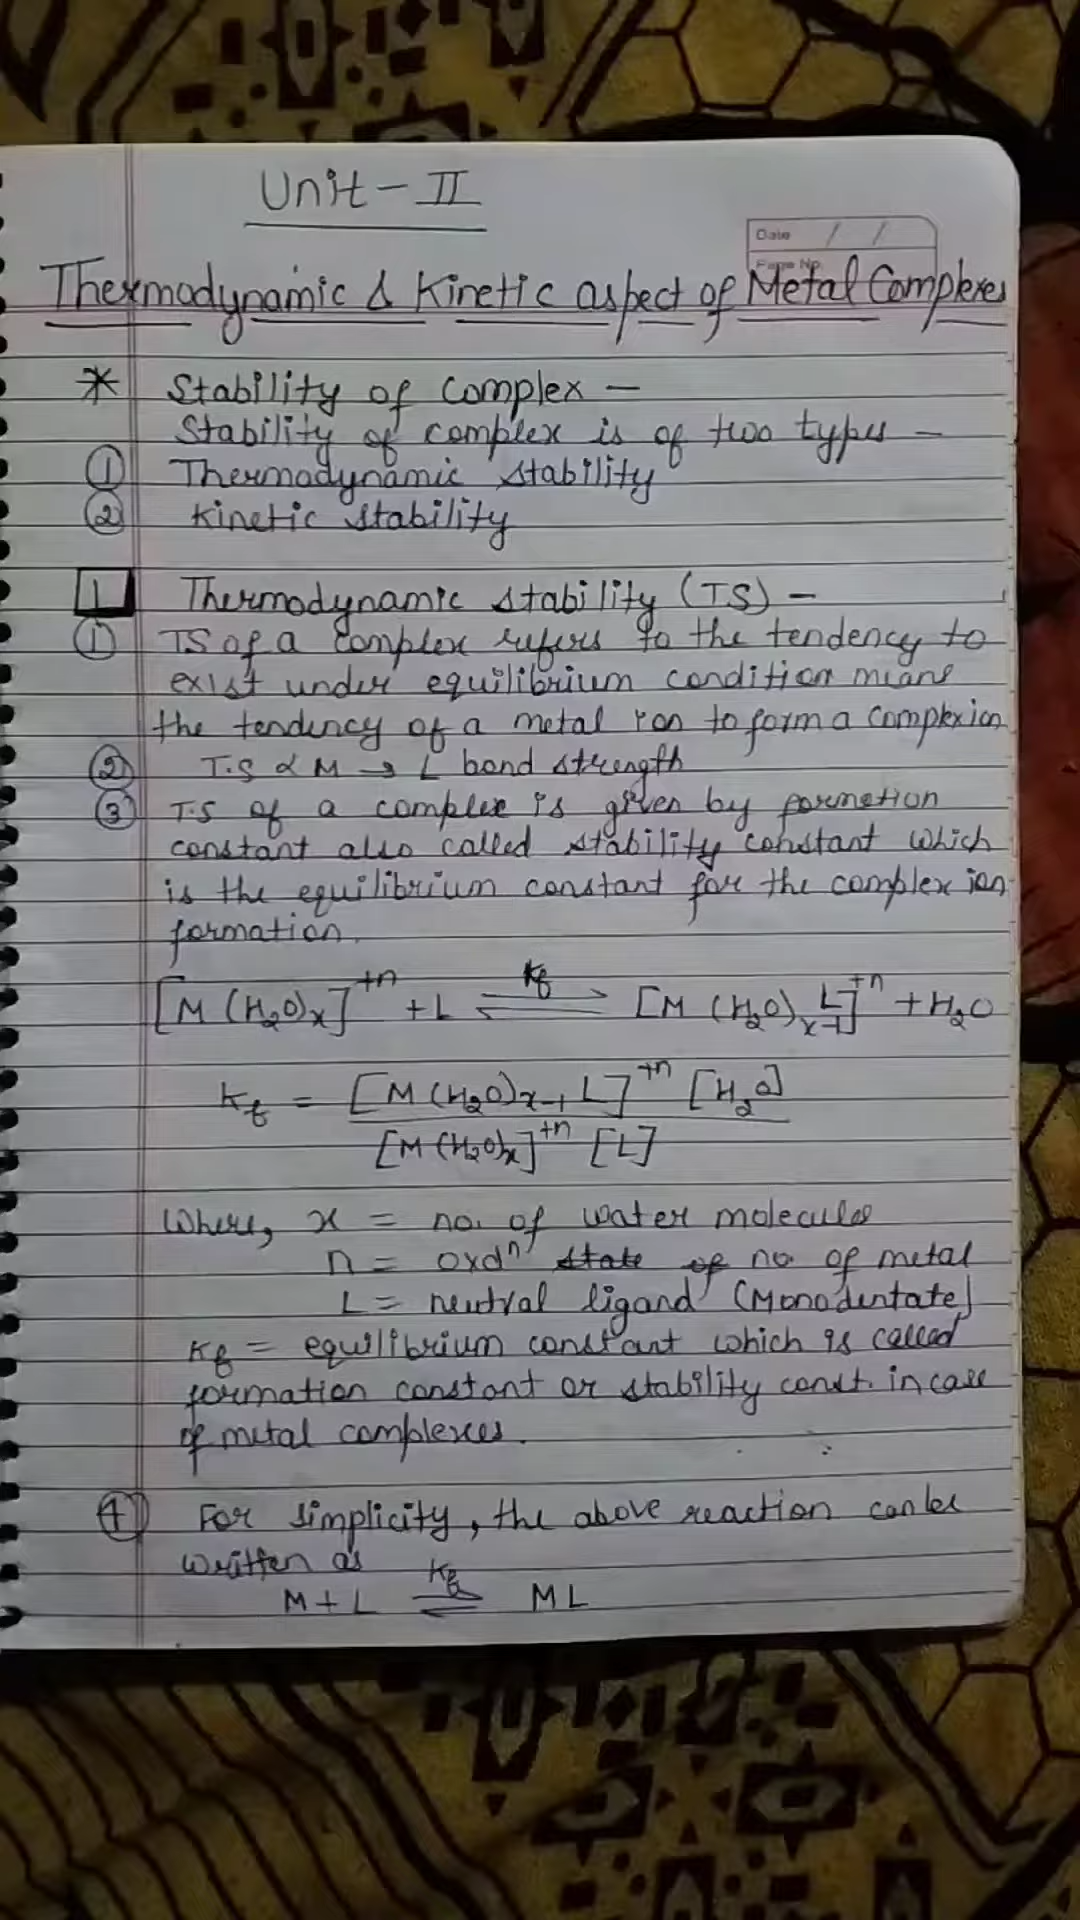 Unit - II
Date / /
Page No.
Thermodynamic & Kinetic aspect of Metal Complexes
* Stability of complex —
Stability of complex is of two types —
① Thermodynamic stability
② Kinetic stability
1 Thermodynamic stability (TS) —
① TS of a complex refers to the tendency to
exist under equilibrium condition means
the tendency of a metal ion to form a complex ion
② T.S ∝ M → L bond strength
③ T.S of a complex is given by formation
constant also called stability constant which
is the equilibrium constant for the complex ion
formation.
[M (H₂O)ₓ]⁺ⁿ + L ⇌ Kf [M (H₂O)ₓ₋₁ L]⁺ⁿ + H₂O
Kf = [M (H₂O)ₓ₋₁ L]⁺ⁿ [H₂O]
[M (H₂O)ₓ]⁺ⁿ [L]
Where, x = no. of water molecules
n = oxdⁿ state of no. of metal
L = neutral ligand (Monodentate)
Kf = equilibrium constant which is called
formation constant or stability const. in case
of metal complexes.
④ For simplicity, the above reaction can be
written as
M + L ⇌ Kf ML